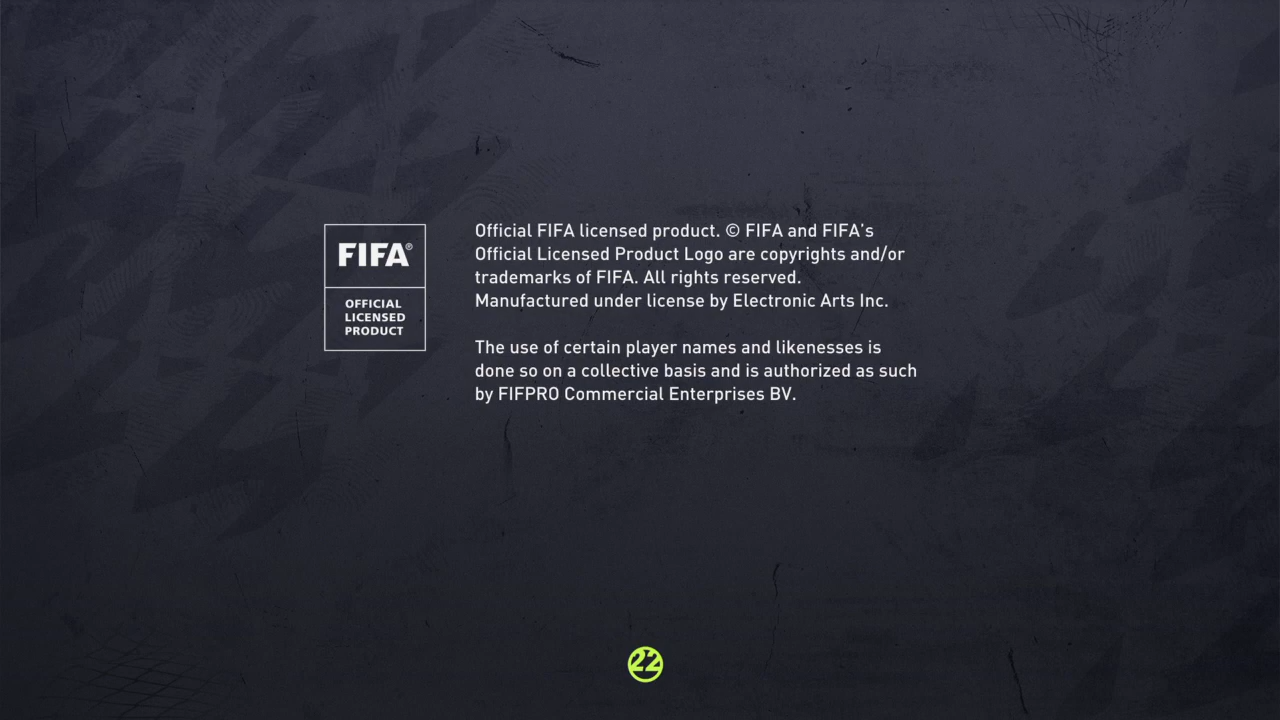 FIFA®
OFFICIAL
LICENSED
PRODUCT
Official FIFA licensed product. © FIFA and FIFA's
Official Licensed Product Logo are copyrights and/or
trademarks of FIFA. All rights reserved.
Manufactured under license by Electronic Arts Inc.
The use of certain player names and likenesses is
done so on a collective basis and is authorized as such
by FIFPRO Commercial Enterprises BV.
22